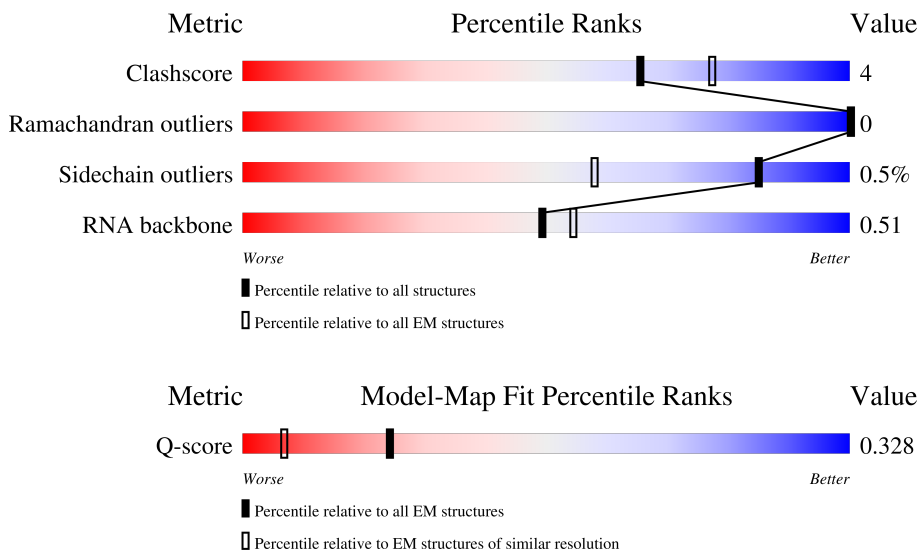 Metric Percentile Ranks Value
Clashscore 4
Ramachandran outliers 0
Sidechain outliers 0.5%
RNA backbone 0.51
Worse Better
Percentile relative to all structures
Percentile relative to all EM structures
Metric Model-Map Fit Percentile Ranks Value
Q-score 0.328
Worse Better
Percentile relative to all EM structures
Percentile relative to EM structures of similar resolution